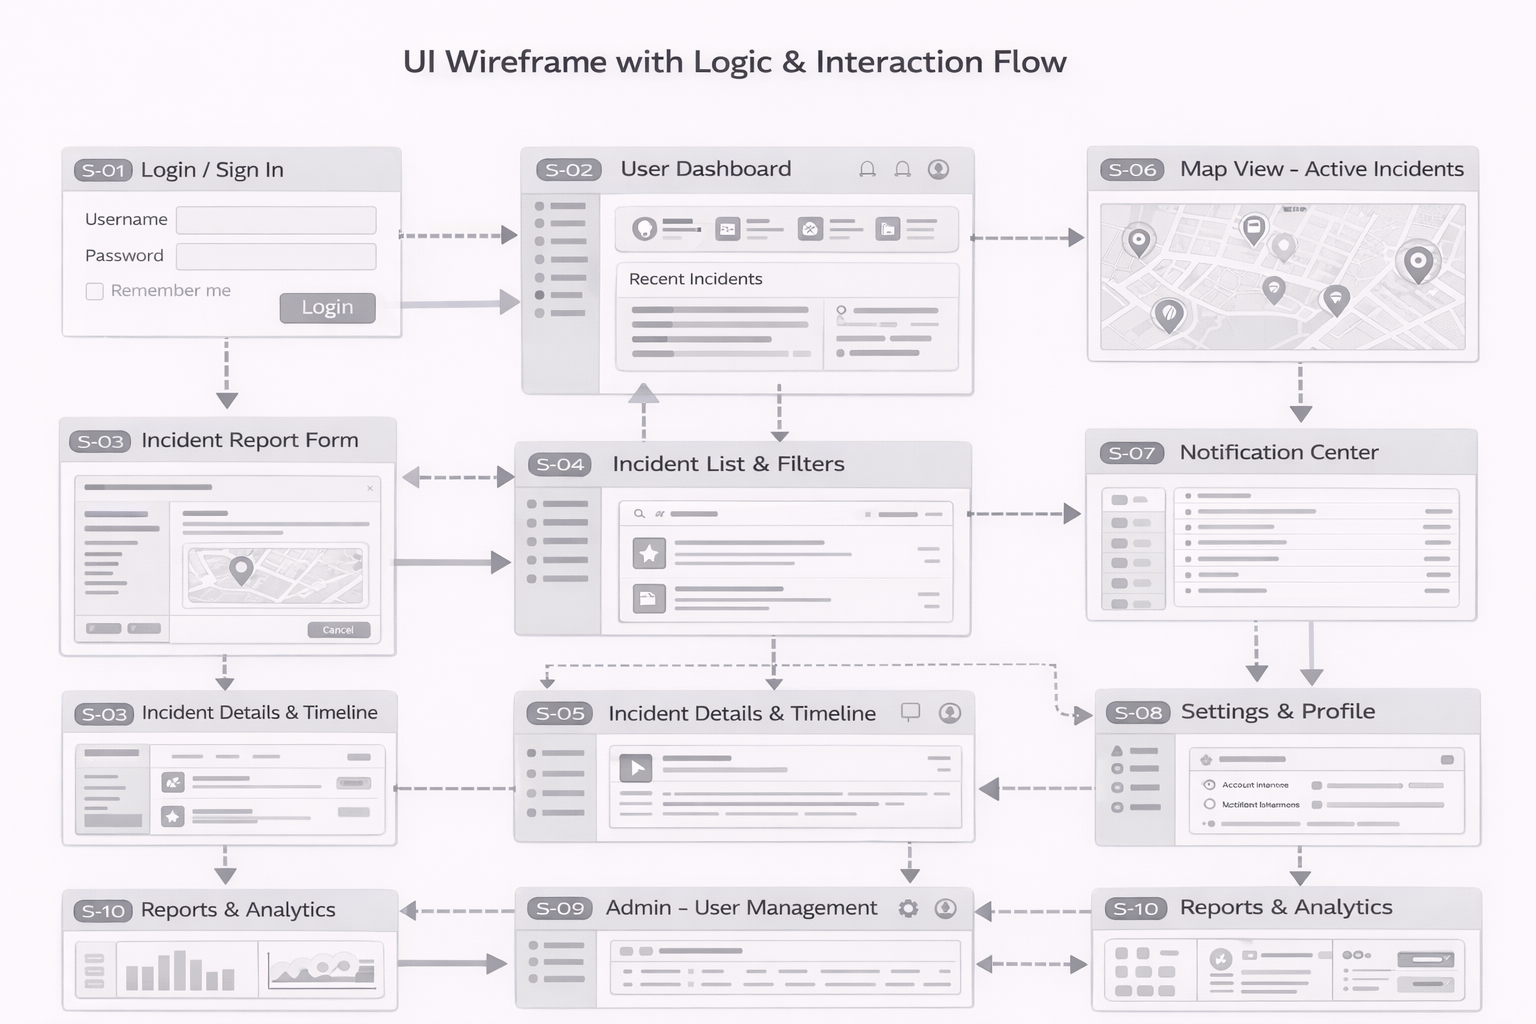 UI Wireframe with Logic & Interaction Flow
S-01 Login / Sign In
Username
Password
Remember me
Login
S-02 User Dashboard
Recent Incidents
S-06 Map View - Active Incidents
S-03 Incident Report Form
Cancel
S-04 Incident List & Filters
S-07 Notification Center
S-03 Incident Details & Timeline
S-05 Incident Details & Timeline
S-08 Settings & Profile
Account
S-10 Reports & Analytics
S-09 Admin - User Management
S-10 Reports & Analytics